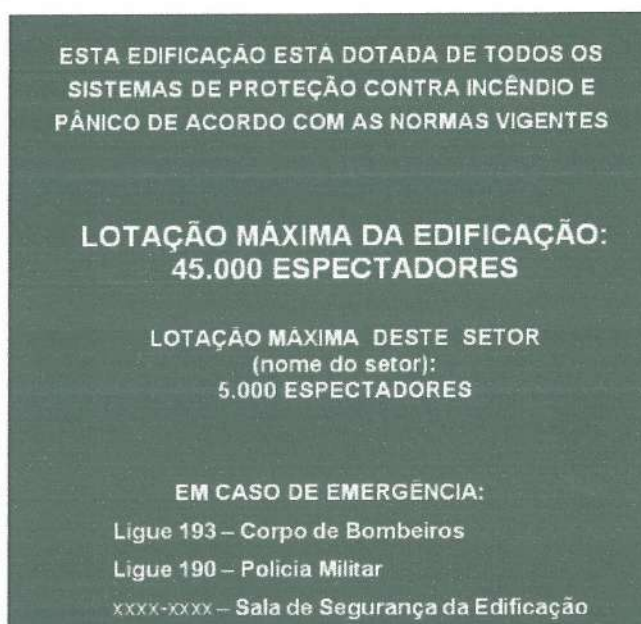 ESTA EDIFICAÇÃO ESTÁ DOTADA DE TODOS OS
SISTEMAS DE PROTEÇÃO CONTRA INCÊNDIO E
PÂNICO DE ACORDO COM AS NORMAS VIGENTES
LOTAÇÃO MÁXIMA DA EDIFICAÇÃO:
45.000 ESPECTADORES
LOTAÇÃO MÁXIMA DESTE SETOR
(nome do setor):
5.000 ESPECTADORES
EM CASO DE EMERGÊNCIA:
Ligue 193 – Corpo de Bombeiros
Ligue 190 – Polícia Militar
xxxx-xxxx – Sala de Segurança da Edificação